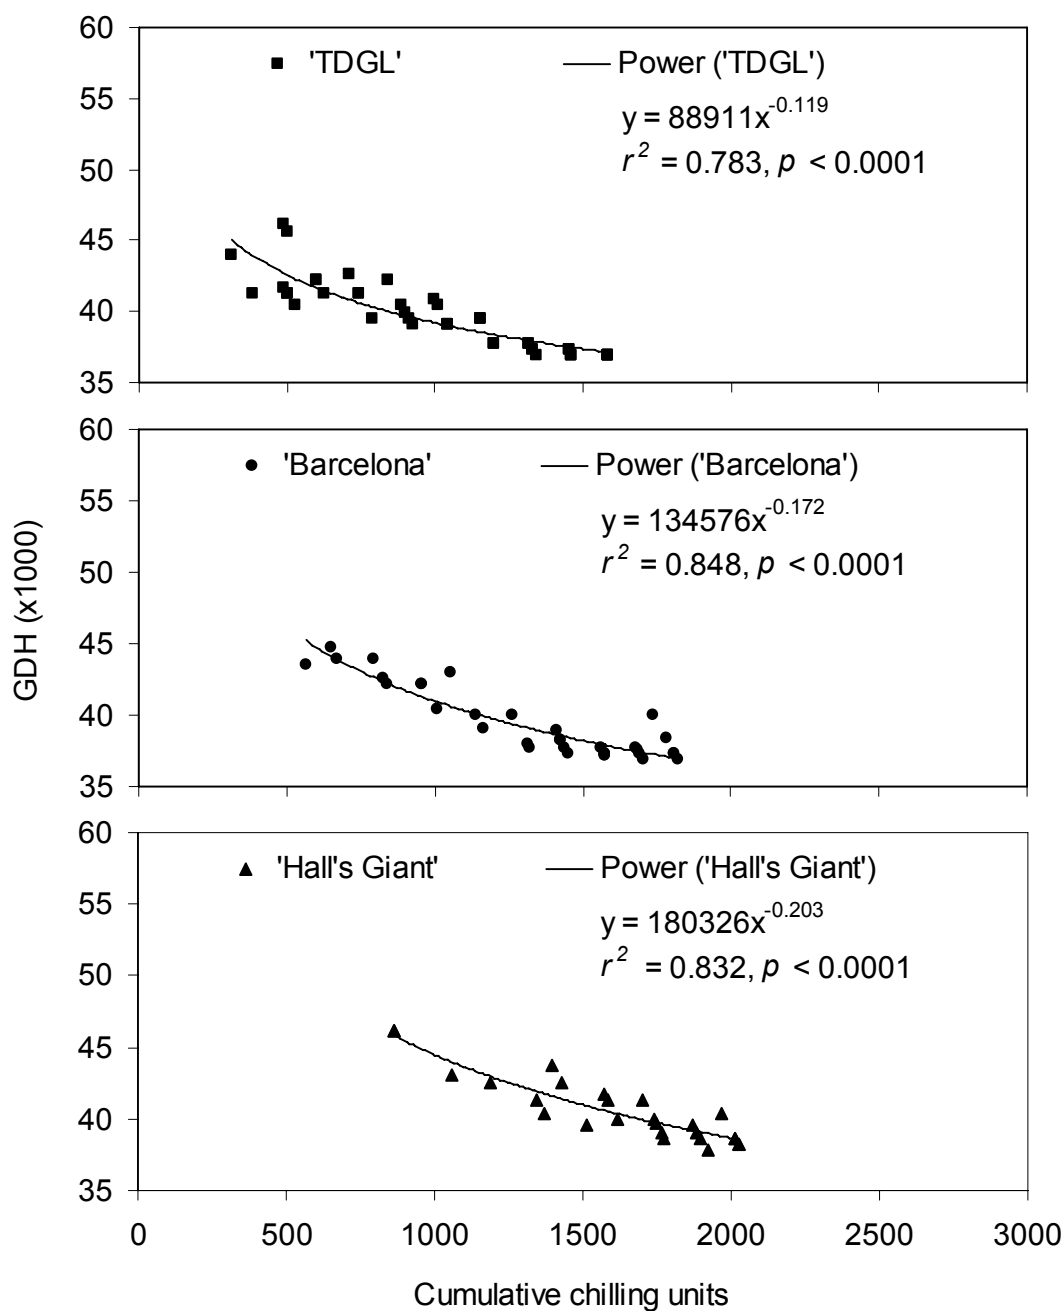 60
'TDGL' Power ('TDGL')
55
y = 88911x^-0.119
50
r² = 0.783, p < 0.0001
45
40
35
60
'Barcelona' Power ('Barcelona')
55
y = 134576x^-0.172
50
r² = 0.848, p < 0.0001
45
40
35
GDH (x1000)
60
'Hall's Giant' Power ('Hall's Giant')
55
y = 180326x^-0.203
50
r² = 0.832, p < 0.0001
45
40
35
0 500 1000 1500 2000 2500 3000
Cumulative chilling units